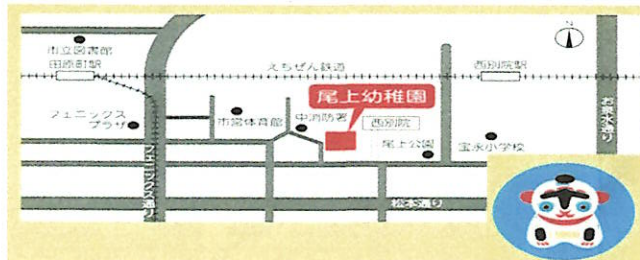 N
市立図書館
田原町駅
えちぜん鉄道
西別院駅
尾上幼稚園
フェニックス
プラザ
市営体育館
中消防署
西別院
尾上公園
宝永小学校
お泉水通り
フェニックス通り
松本通り